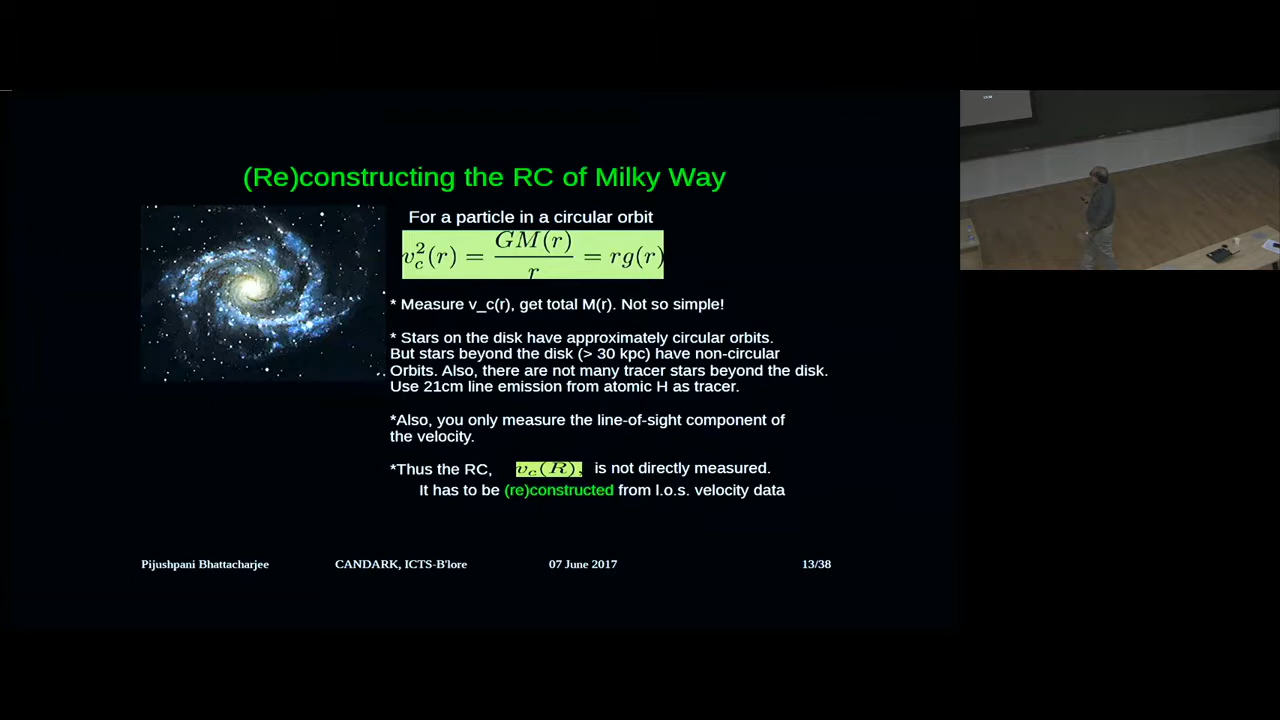 (Re)constructing the RC of Milky Way
For a particle in a circular orbit
v_c^2(r) = GM(r)/r = rg(r)
* Measure v_c(r), get total M(r). Not so simple!
* Stars on the disk have approximately circular orbits.
But stars beyond the disk (> 30 kpc) have non-circular
Orbits. Also, there are not many tracer stars beyond the disk.
Use 21cm line emission from atomic H as tracer.
*Also, you only measure the line-of-sight component of
the velocity.
*Thus the RC, v_c(R), is not directly measured.
It has to be (re)constructed from l.o.s. velocity data
Pijushpani Bhattacharjee CANDARK, ICTS-B'lore 07 June 2017 13/38